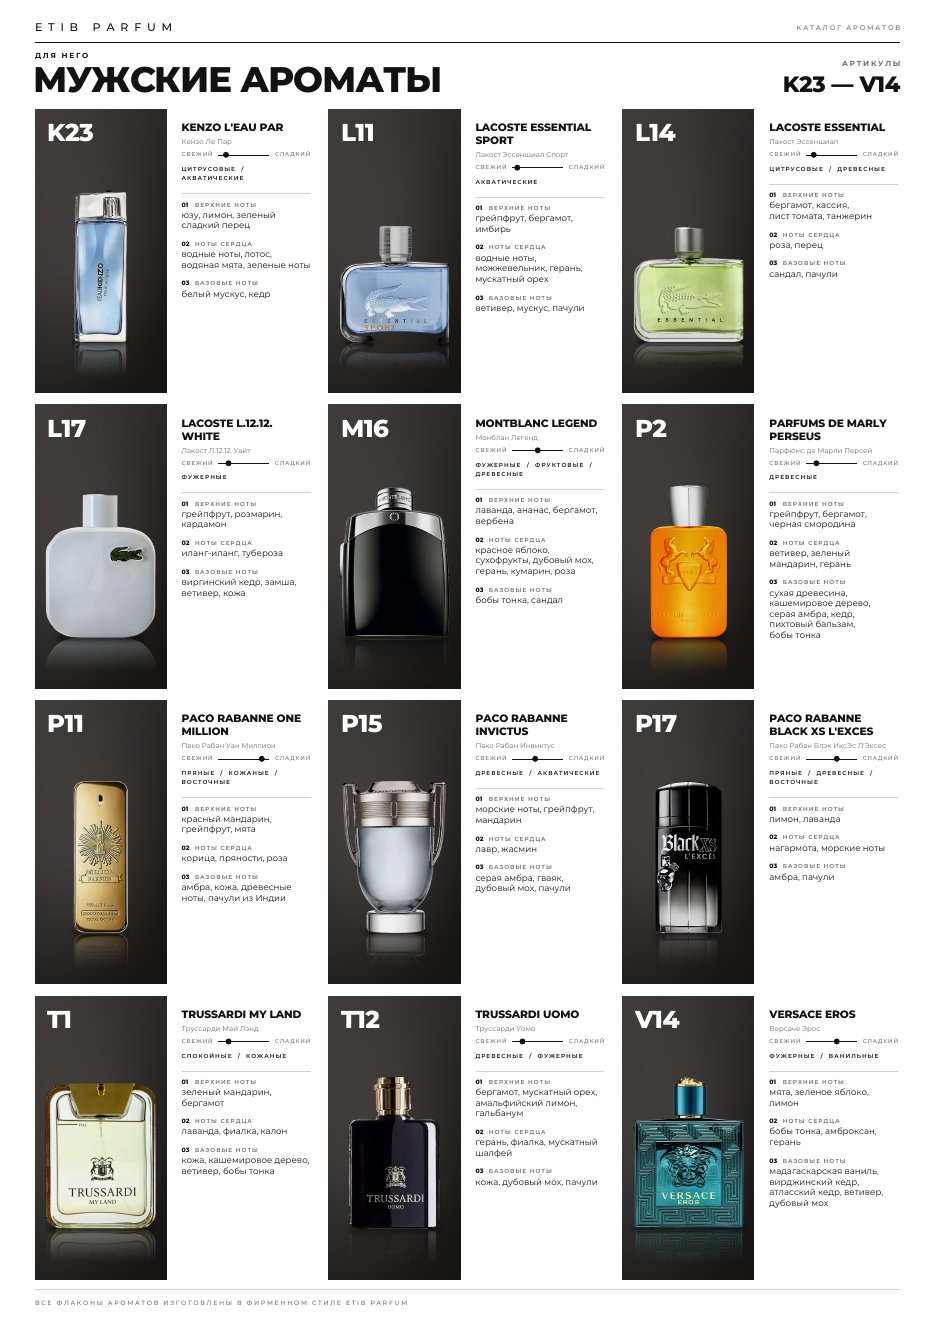 ETIB PARFUM
КАТАЛОГ АРОМАТОВ
ДЛЯ НЕГО
МУЖСКИЕ АРОМАТЫ
АРТИКУЛЫ
K23 — V14
K23
KENZO L'EAU PAR
Кензо Ле Пар
СВЕЖИЙ СЛАДКИЙ
ЦИТРУСОВЫЕ /
АКВАТИЧЕСКИЕ
01 ВЕРХНИЕ НОТЫ
юзу, лимон, зеленый
сладкий перец
02 НОТЫ СЕРДЦА
водные ноты, лотос,
водяная мята, зеленые ноты
03 БАЗОВЫЕ НОТЫ
белый мускус, кедр
L11
ESSENTIAL
SPORT
LACOSTE ESSENTIAL
SPORT
Лакост Эссеншиал Спорт
СВЕЖИЙ СЛАДКИЙ
АКВАТИЧЕСКИЕ
01 ВЕРХНИЕ НОТЫ
грейпфрут, бергамот,
имбирь
02 НОТЫ СЕРДЦА
водные ноты,
можжевельник, герань,
мускатный орех
03 БАЗОВЫЕ НОТЫ
ветивер, мускус, пачули
L14
ESSENTIAL
LACOSTE ESSENTIAL
Лакост Эссеншиал
СВЕЖИЙ СЛАДКИЙ
ЦИТРУСОВЫЕ / ДРЕВЕСНЫЕ
01 ВЕРХНИЕ НОТЫ
бергамот, кассия,
лист томата, танжерин
02 НОТЫ СЕРДЦА
роза, перец
03 БАЗОВЫЕ НОТЫ
сандал, пачули
L17
LACOSTE L.12.12.
WHITE
Лакост Л.12.12. Уайт
СВЕЖИЙ СЛАДКИЙ
ФУЖЕРНЫЕ
01 ВЕРХНИЕ НОТЫ
грейпфрут, розмарин,
кардамон
02 НОТЫ СЕРДЦА
иланг-иланг, тубероза
03 БАЗОВЫЕ НОТЫ
виргинский кедр, замша,
ветивер, кожа
M16
MONTBLANC LEGEND
Монблан Легенд
СВЕЖИЙ СЛАДКИЙ
ФУЖЕРНЫЕ / ФРУКТОВЫЕ /
ДРЕВЕСНЫЕ
01 ВЕРХНИЕ НОТЫ
лаванда, ананас, бергамот,
вербена
02 НОТЫ СЕРДЦА
красное яблоко,
сухофрукты, дубовый мох,
герань, кумарин, роза
03 БАЗОВЫЕ НОТЫ
бобы тонка, сандал
P2
PARFUMS DE MARLY
PERSEUS
Парфюмс де Марли Персей
СВЕЖИЙ СЛАДКИЙ
ДРЕВЕСНЫЕ
01 ВЕРХНИЕ НОТЫ
грейпфрут, бергамот,
черная смородина
02 НОТЫ СЕРДЦА
ветивер, зеленый
мандарин, герань
03 БАЗОВЫЕ НОТЫ
сухая древесина,
кашемировое дерево,
серая амбра, кедр,
пихтовый бальзам,
бобы тонка
P11
PACO RABANNE ONE
MILLION
Пако Рабан Уан Миллион
СВЕЖИЙ СЛАДКИЙ
ПРЯНЫЕ / КОЖАНЫЕ /
ВОСТОЧНЫЕ
01 ВЕРХНИЕ НОТЫ
красный мандарин,
грейпфрут, мята
02 НОТЫ СЕРДЦА
корица, пряности, роза
03 БАЗОВЫЕ НОТЫ
амбра, кожа, древесные
ноты, пачули из Индии
P15
PACO RABANNE
INVICTUS
Пако Рабан Инвиктус
СВЕЖИЙ СЛАДКИЙ
ДРЕВЕСНЫЕ / АКВАТИЧЕСКИЕ
01 ВЕРХНИЕ НОТЫ
морские ноты, грейпфрут,
мандарин
02 НОТЫ СЕРДЦА
лавр, жасмин
03 БАЗОВЫЕ НОТЫ
серая амбра, гваяк,
дубовый мох, пачули
P17
Blackxs
L'EXCÈS
PACO RABANNE
BLACK XS L'EXCES
Пако Рабан Блэк ИксЭс Л'Эксес
СВЕЖИЙ СЛАДКИЙ
ПРЯНЫЕ / ДРЕВЕСНЫЕ /
ВОСТОЧНЫЕ
01 ВЕРХНИЕ НОТЫ
лимон, лаванда
02 НОТЫ СЕРДЦА
нагармота, морские ноты
03 БАЗОВЫЕ НОТЫ
амбра, пачули
T1
TRUSSARDI
MY LAND
TRUSSARDI MY LAND
Труссарди Май Лэнд
СВЕЖИЙ СЛАДКИЙ
СПОКОЙНЫЕ / КОЖАНЫЕ
01 ВЕРХНИЕ НОТЫ
зеленый мандарин,
бергамот
02 НОТЫ СЕРДЦА
лаванда, фиалка, калон
03 БАЗОВЫЕ НОТЫ
кожа, кашемировое дерево,
ветивер, бобы тонка
T12
TRUSSARDI
UOMO
TRUSSARDI UOMO
Труссарди Уомо
СВЕЖИЙ СЛАДКИЙ
ДРЕВЕСНЫЕ / ФУЖЕРНЫЕ
01 ВЕРХНИЕ НОТЫ
бергамот, мускатный орех,
амальфийский лимон,
гальбанум
02 НОТЫ СЕРДЦА
герань, фиалка, мускатный
шалфей
03 БАЗОВЫЕ НОТЫ
кожа, дубовый мох, пачули
V14
VERSACE
EROS
VERSACE EROS
Версаче Эрос
СВЕЖИЙ СЛАДКИЙ
ФУЖЕРНЫЕ / ВАНИЛЬНЫЕ
01 ВЕРХНИЕ НОТЫ
мята, зеленое яблоко,
лимон
02 НОТЫ СЕРДЦА
бобы тонка, амброксан,
герань
03 БАЗОВЫЕ НОТЫ
мадагаскарская ваниль,
вирджинский кедр,
атласский кедр, ветивер,
дубовый мох
ВСЕ ФЛАКОНЫ АРОМАТОВ ИЗГОТОВЛЕНЫ В ФИРМЕННОМ СТИЛЕ ETIB PARFUM